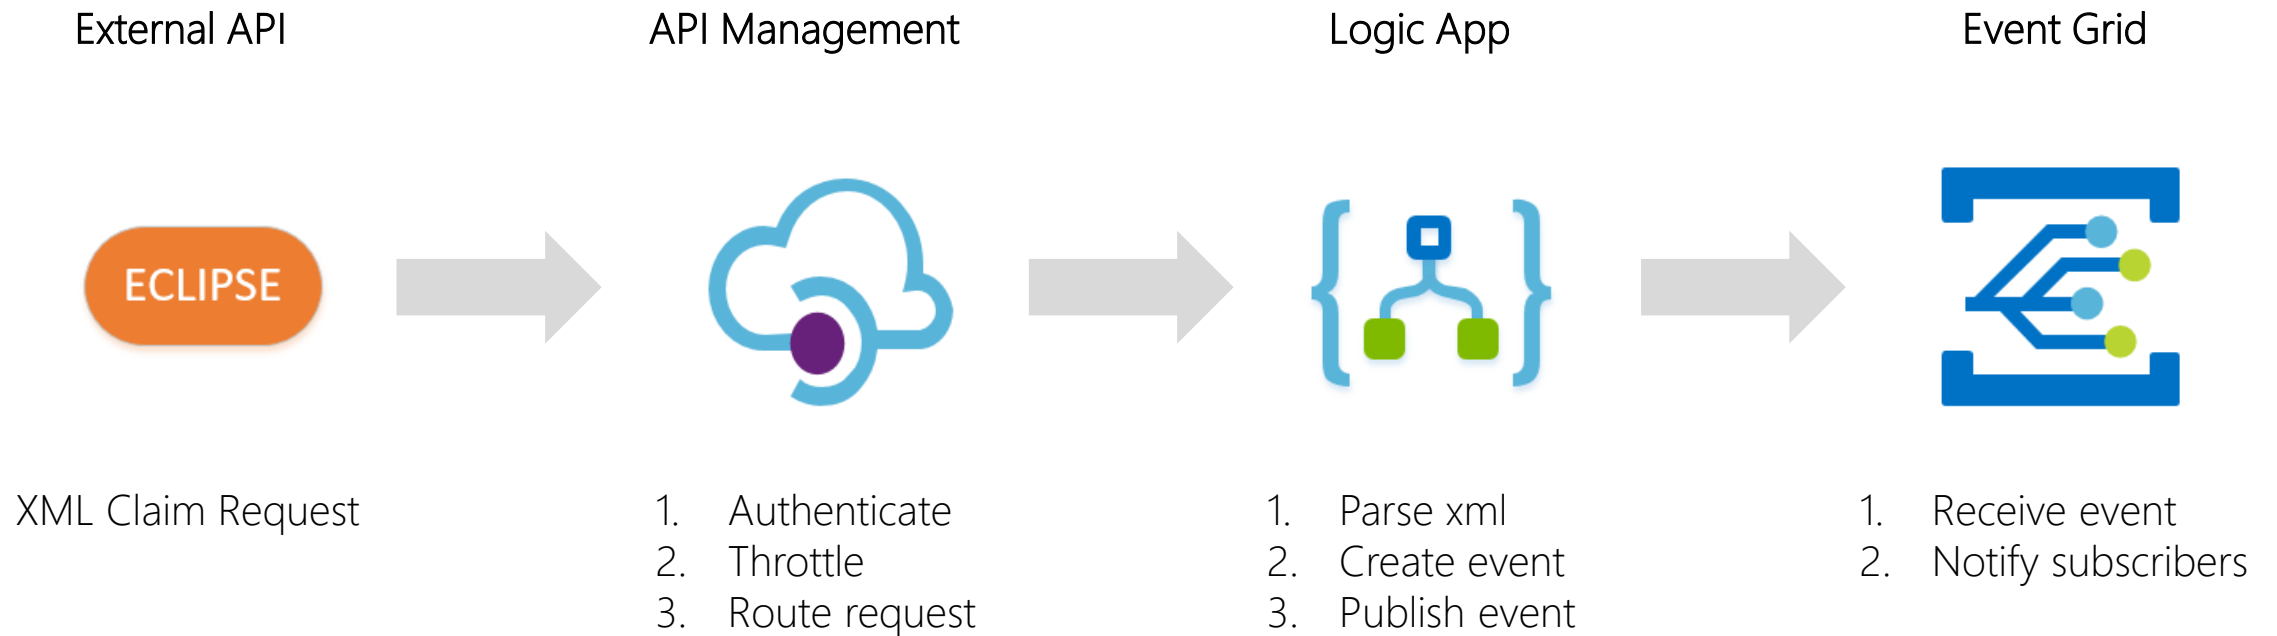 External API
API Management
Logic App
Event Grid
ECLIPSE
XML Claim Request
1. Authenticate
2. Throttle
3. Route request
1. Parse xml
2. Create event
3. Publish event
1. Receive event
2. Notify subscribers